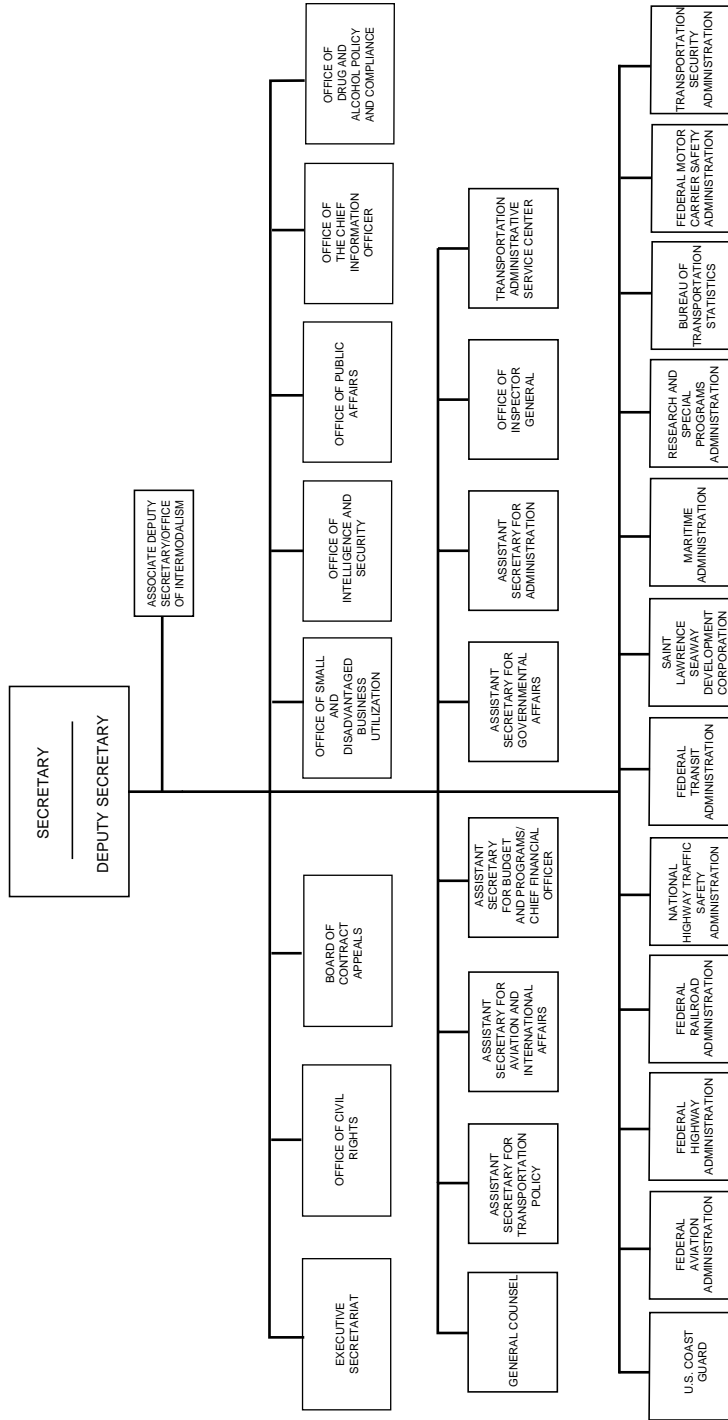 SECRETARY
DEPUTY SECRETARY
ASSOCIATE DEPUTY
SECRETARY/OFFICE
OF INTERMODALISM
EXECUTIVE
SECRETARIAT
OFFICE OF CIVIL
RIGHTS
BOARD OF
CONTRACT
APPEALS
OFFICE OF SMALL
AND
DISADVANTAGED
BUSINESS
UTILIZATION
OFFICE OF
INTELLIGENCE AND
SECURITY
OFFICE OF PUBLIC
AFFAIRS
OFFICE OF
THE CHIEF
INFORMATION
OFFICER
OFFICE OF
DRUG AND
ALCOHOL POLICY
AND COMPLIANCE
GENERAL COUNSEL
ASSISTANT
SECRETARY FOR
TRANSPORTATION
POLICY
ASSISTANT
SECRETARY FOR
AVIATION AND
INTERNATIONAL
AFFAIRS
ASSISTANT
SECRETARY
FOR BUDGET
AND PROGRAMS/
CHIEF FINANCIAL
OFFICER
ASSISTANT
SECRETARY FOR
GOVERNMENTAL
AFFAIRS
ASSISTANT
SECRETARY FOR
ADMINISTRATION
OFFICE OF
INSPECTOR
GENERAL
TRANSPORTATION
ADMINISTRATIVE
SERVICE CENTER
U.S. COAST
GUARD
FEDERAL
AVIATION
ADMINISTRATION
FEDERAL
HIGHWAY
ADMINISTRATION
FEDERAL
RAILROAD
ADMINISTRATION
NATIONAL
HIGHWAY TRAFFIC
SAFETY
ADMINISTRATION
FEDERAL
TRANSIT
ADMINISTRATION
SAINT
LAWRENCE
SEAWAY
DEVELOPMENT
CORPORATION
MARITIME
ADMINISTRATION
RESEARCH AND
SPECIAL
PROGRAMS
ADMINISTRATION
BUREAU OF
TRANSPORTATION
STATISTICS
FEDERAL MOTOR
CARRIER SAFETY
ADMINISTRATION
TRANSPORTATION
SECURITY
ADMINISTRATION